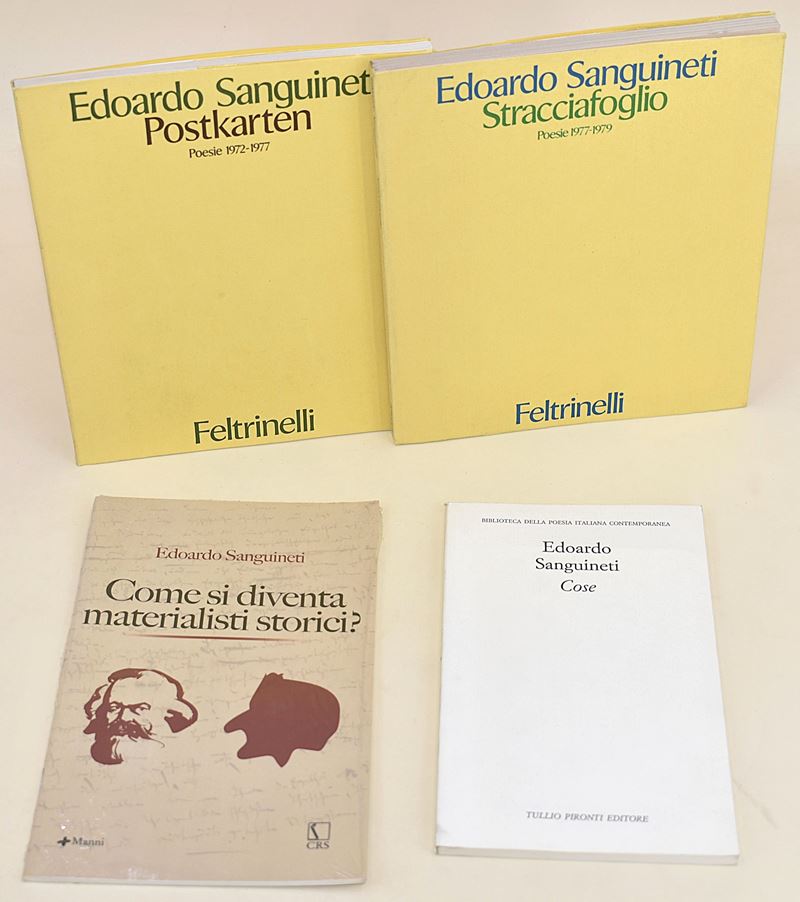 Edoardo Sanguinet
Postkarten
Poesie 1972-1977
Feltrinelli
Edoardo Sanguineti
Stracciafoglio
Poesie 1977-1979
Feltrinelli
Edoardo Sanguineti
Come si diventa
materialisti storici?
Manni
CRS
BIBLIOTECA DELLA POESIA ITALIANA CONTEMPORANEA
Edoardo
Sanguineti
Cose
TULLIO PIRONTI EDITORE